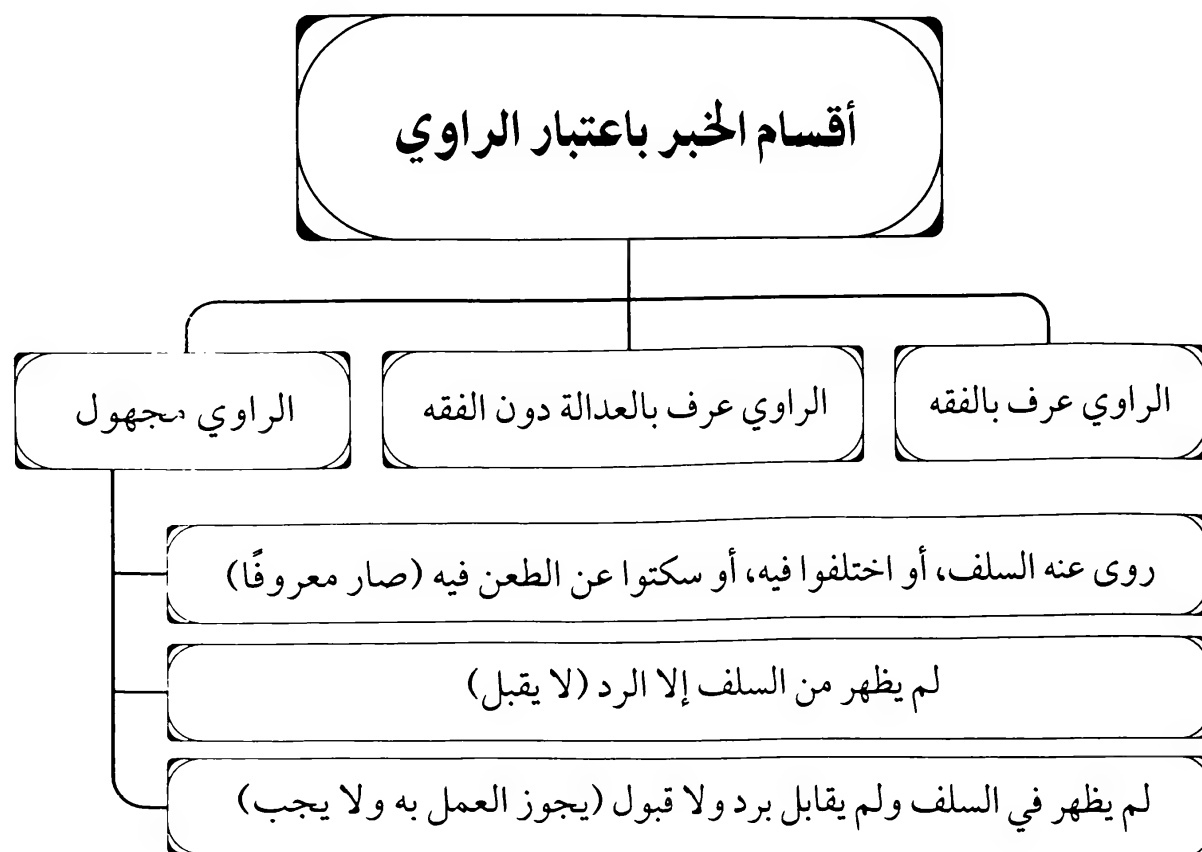 أقسام الخبر باعتبار الراوي
الراوي عرف بالفقه
الراوي عرف بالعدالة دون الفقه
الراوي مجهول
روى عنه السلف، أو اختلفوا فيه، أو سكتوا عن الطعن فيه (صار معروفًا)
لم يظهر من السلف إلا الرد (لا يقبل)
لم يظهر في السلف ولم يقابل برد ولا قبول (يجوز العمل به ولا يجب)